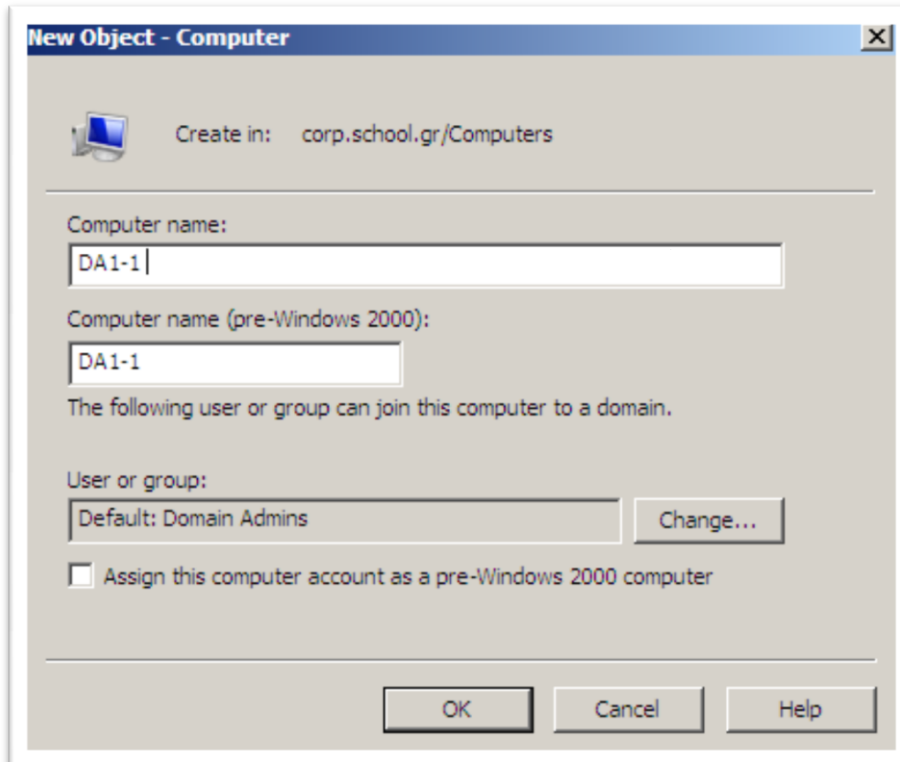 New Object - Computer
Create in: corp.school.gr/Computers
Computer name:
DA1-1
Computer name (pre-Windows 2000):
DA1-1
The following user or group can join this computer to a domain.
User or group:
Default: Domain Admins
Change...
Assign this computer account as a pre-Windows 2000 computer
OK Cancel Help